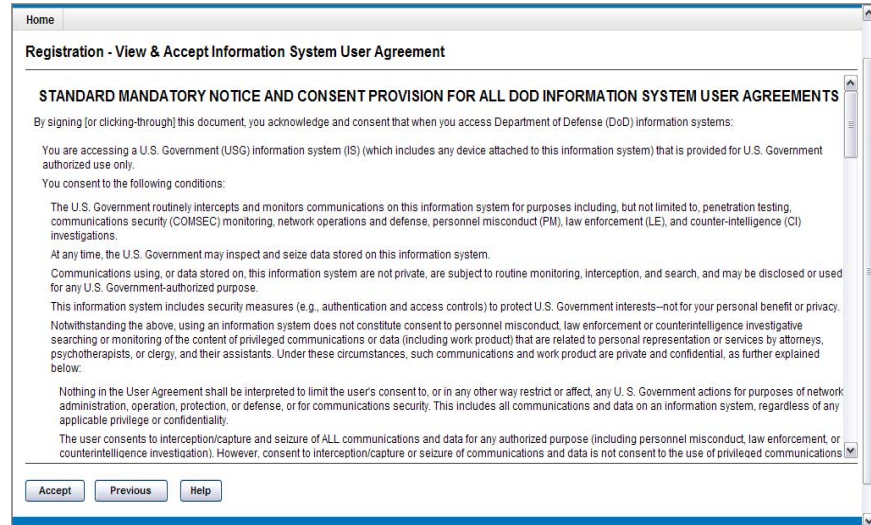 Home
Registration - View & Accept Information System User Agreement
STANDARD MANDATORY NOTICE AND CONSENT PROVISION FOR ALL DOD INFORMATION SYSTEM USER AGREEMENTS
By signing [or clicking-through] this document, you acknowledge and consent that when you access Department of Defense (DoD) information systems:
You are accessing a U.S. Government (USG) information system (IS) (which includes any device attached to this information system) that is provided for U.S. Government
authorized use only.
You consent to the following conditions:
The U.S. Government routinely intercepts and monitors communications on this information system for purposes including, but not limited to, penetration testing,
communications security (COMSEC) monitoring, network operations and defense, personnel misconduct (PM), law enforcement (LE), and counter-intelligence (CI)
investigations.
At any time, the U.S. Government may inspect and seize data stored on this information system.
Communications using, or data stored on, this information system are not private, are subject to routine monitoring, interception, and search, and may be disclosed or used
for any U.S. Government-authorized purpose.
This information system includes security measures (e.g., authentication and access controls) to protect U.S. Government interests--not for your personal benefit or privacy.
Notwithstanding the above, using an information system does not constitute consent to personnel misconduct, law enforcement or counterintelligence investigative
searching or monitoring of the content of privileged communications or data (including work product) that are related to personal representation or services by attorneys,
psychotherapists, or clergy, and their assistants. Under these circumstances, such communications and work product are private and confidential, as further explained
below:
Nothing in the User Agreement shall be interpreted to limit the user's consent to, or in any other way restrict or affect, any U. S. Government actions for purposes of network
administration, operation, protection, or defense, or for communications security. This includes all communications and data on an information system, regardless of any
applicable privilege or confidentiality.
The user consents to interception/capture and seizure of ALL communications and data for any authorized purpose (including personnel misconduct, law enforcement, or
counterintelligence investigation). However, consent to interception/capture or seizure of communications and data is not consent to the use of privileged communications
Accept Previous Help